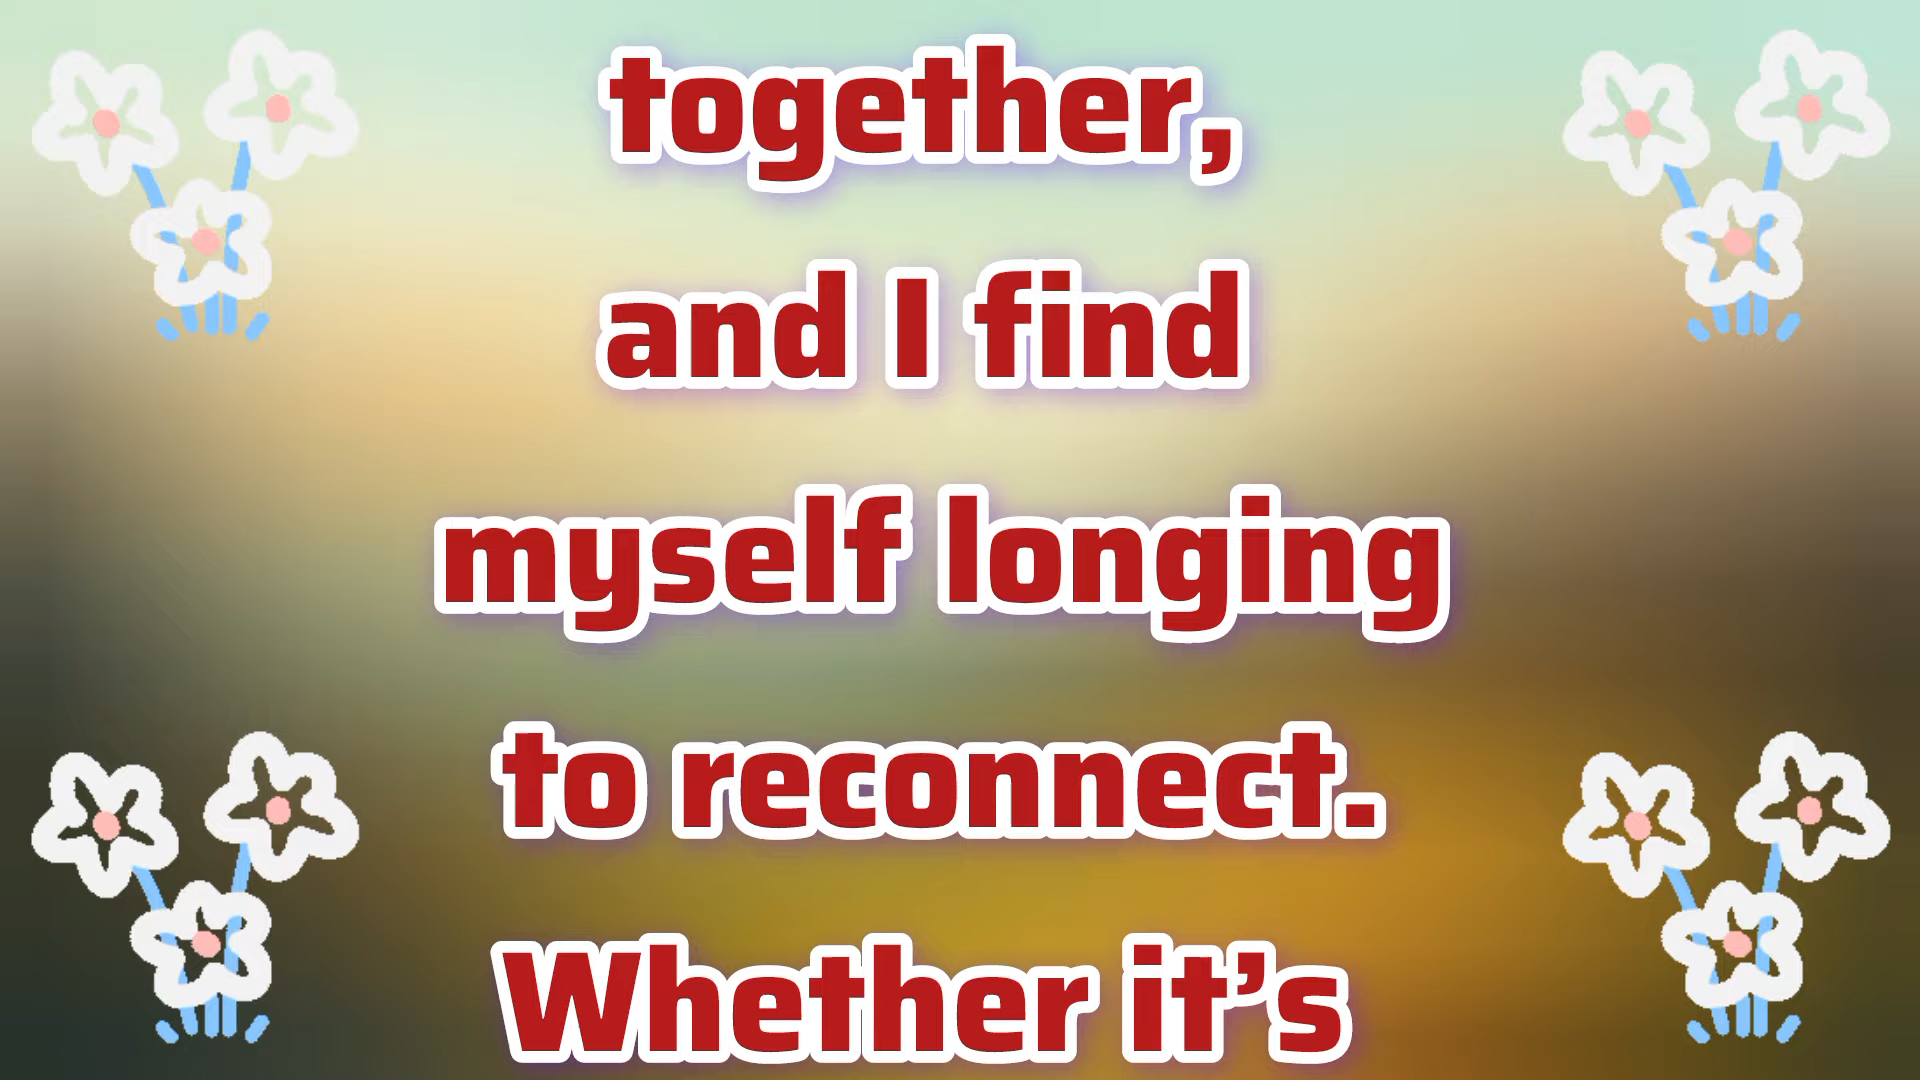 together,
and I find
myself longing
to reconnect.
Whether it’s